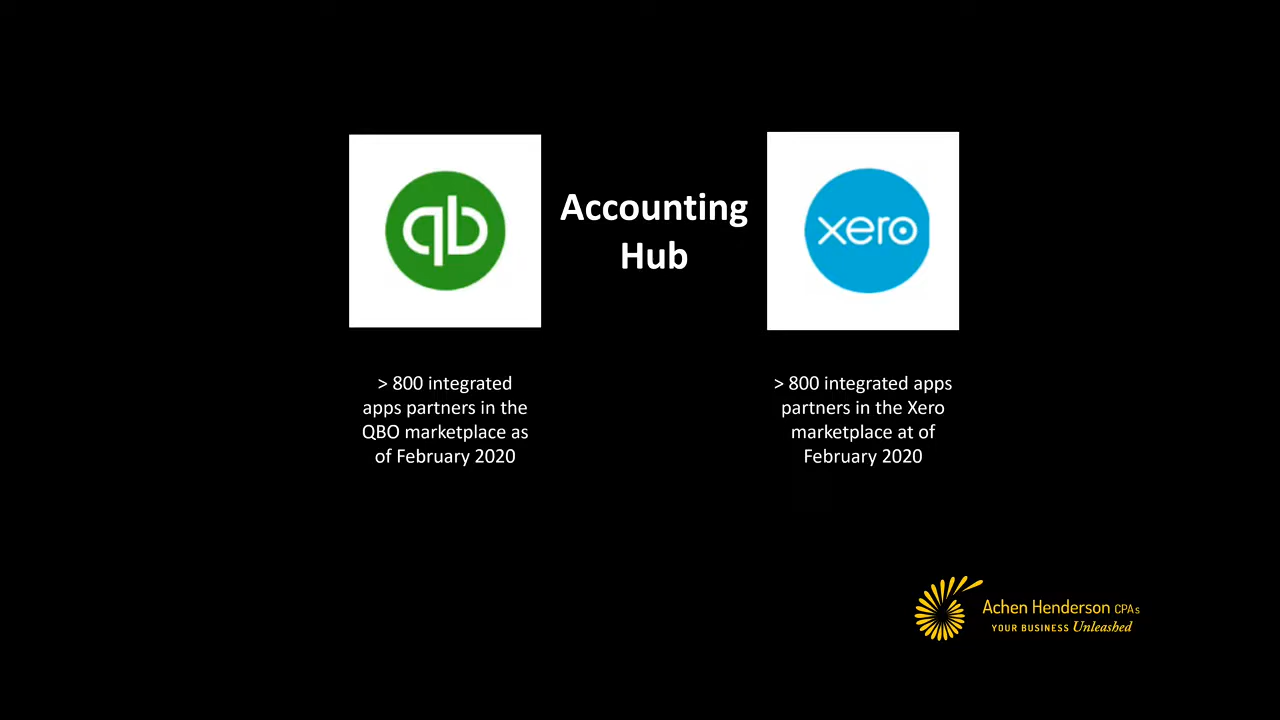 qb
Accounting
Hub
xero
> 800 integrated
apps partners in the
QBO marketplace as
of February 2020
> 800 integrated apps
partners in the Xero
marketplace at of
February 2020
Achen Henderson CPAs
YOUR BUSINESS Unleashed